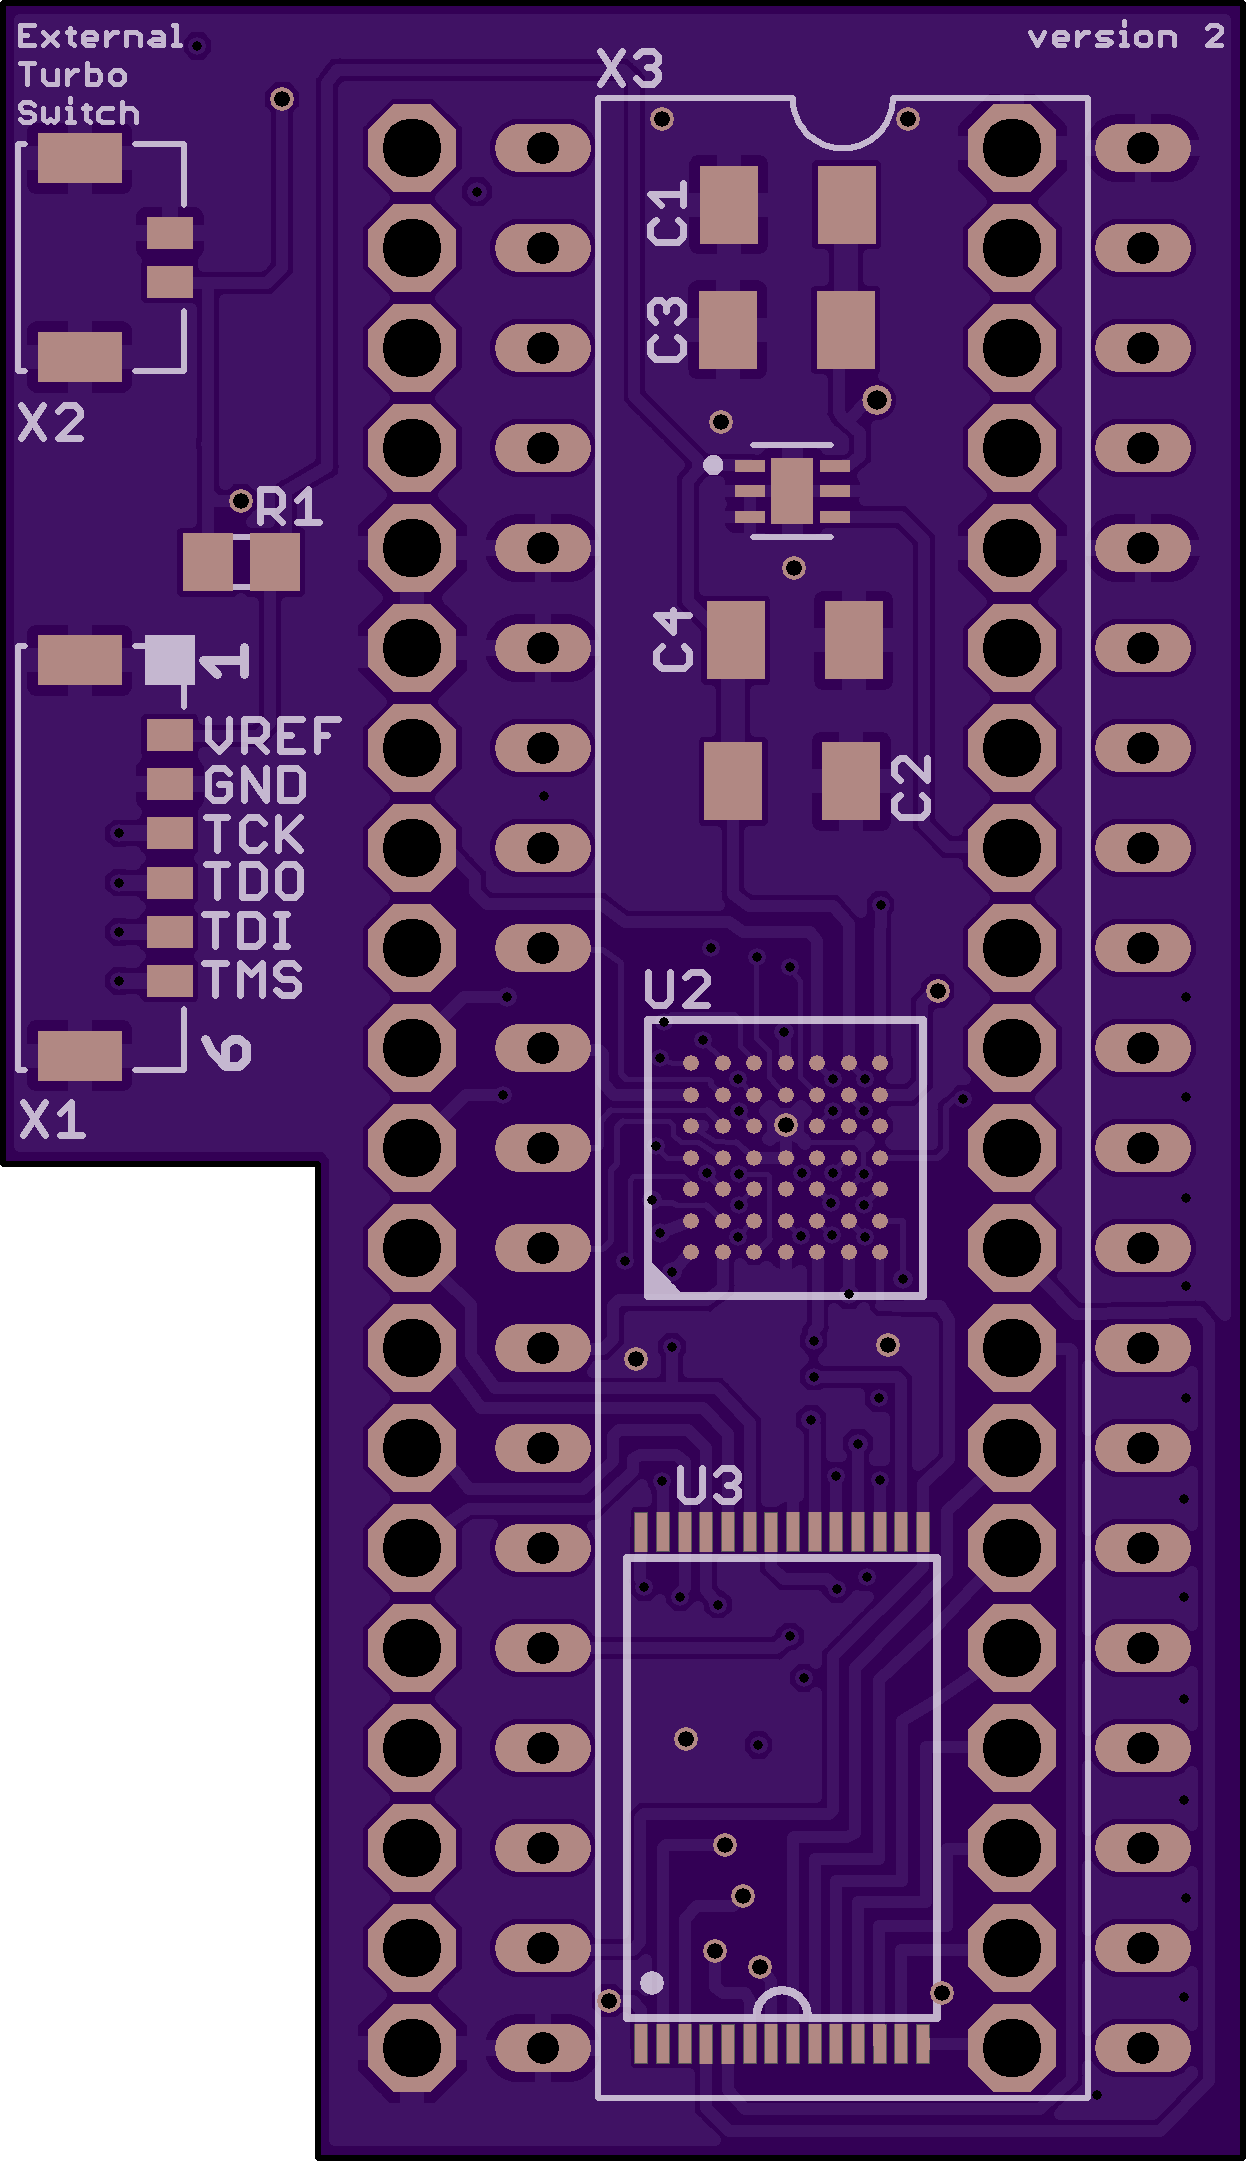 External
Turbo
Switch
version 2
X3
C1
C3
X2
R1
C4
1
VREF
GND
TCK
TDO
TDI
TMS
6
X1
C2
U2
U3